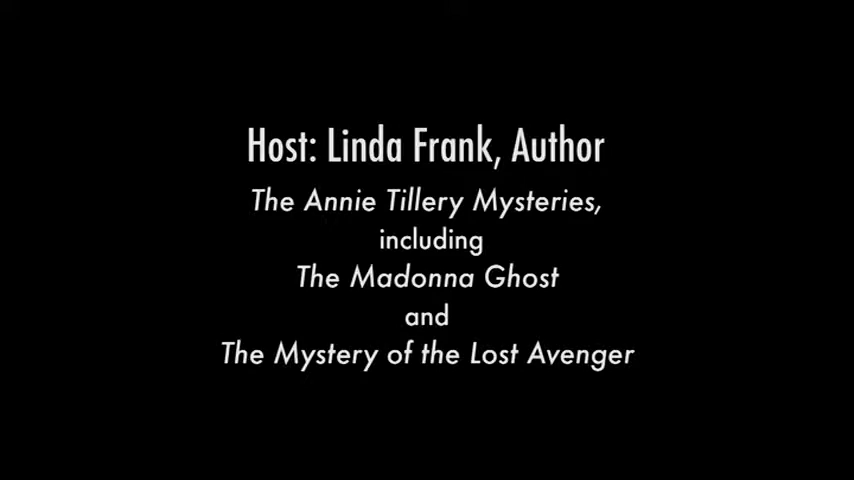 Host: Linda Frank, Author
The Annie Tillery Mysteries,
including
The Madonna Ghost
and
The Mystery of the Lost Avenger